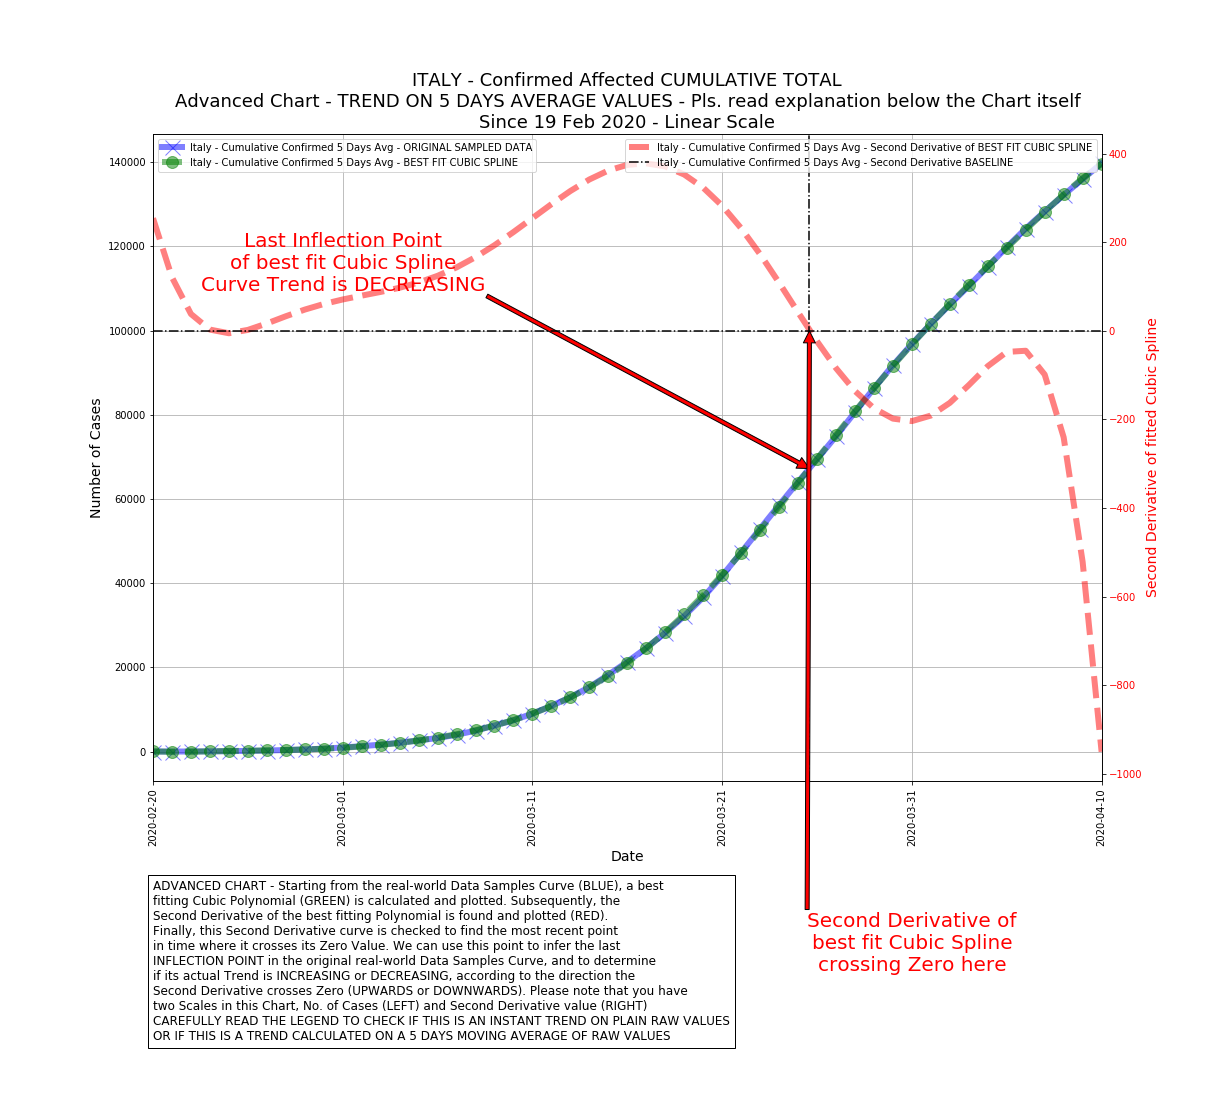 ITALY - Confirmed Affected CUMULATIVE TOTAL
Advanced Chart - TREND ON 5 DAYS AVERAGE VALUES - Pls. read explanation below the Chart itself
Since 19 Feb 2020 - Linear Scale
Italy - Cumulative Confirmed 5 Days Avg - ORIGINAL SAMPLED DATA
Italy - Cumulative Confirmed 5 Days Avg - BEST FIT CUBIC SPLINE
Italy - Cumulative Confirmed 5 Days Avg - Second Derivative of BEST FIT CUBIC SPLINE
Italy - Cumulative Confirmed 5 Days Avg - Second Derivative BASELINE
140000
120000
100000
80000
60000
40000
20000
0
Number of Cases
Last Inflection Point
of best fit Cubic Spline
Curve Trend is DECREASING
400
200
0
−200
−400
−600
−800
−1000
Second Derivative of fitted Cubic Spline
2020-02-20
2020-03-01
2020-03-11
2020-03-21
2020-03-31
2020-04-10
Date
ADVANCED CHART - Starting from the real-world Data Samples Curve (BLUE), a best
fitting Cubic Polynomial (GREEN) is calculated and plotted. Subsequently, the
Second Derivative of the best fitting Polynomial is found and plotted (RED).
Finally, this Second Derivative curve is checked to find the most recent point
in time where it crosses its Zero Value. We can use this point to infer the last
INFLECTION POINT in the original real-world Data Samples Curve, and to determine
if its actual Trend is INCREASING or DECREASING, according to the direction the
Second Derivative crosses Zero (UPWARDS or DOWNWARDS). Please note that you have
two Scales in this Chart, No. of Cases (LEFT) and Second Derivative value (RIGHT)
CAREFULLY READ THE LEGEND TO CHECK IF THIS IS AN INSTANT TREND ON PLAIN RAW VALUES
OR IF THIS IS A TREND CALCULATED ON A 5 DAYS MOVING AVERAGE OF RAW VALUES
Second Derivative of
best fit Cubic Spline
crossing Zero here